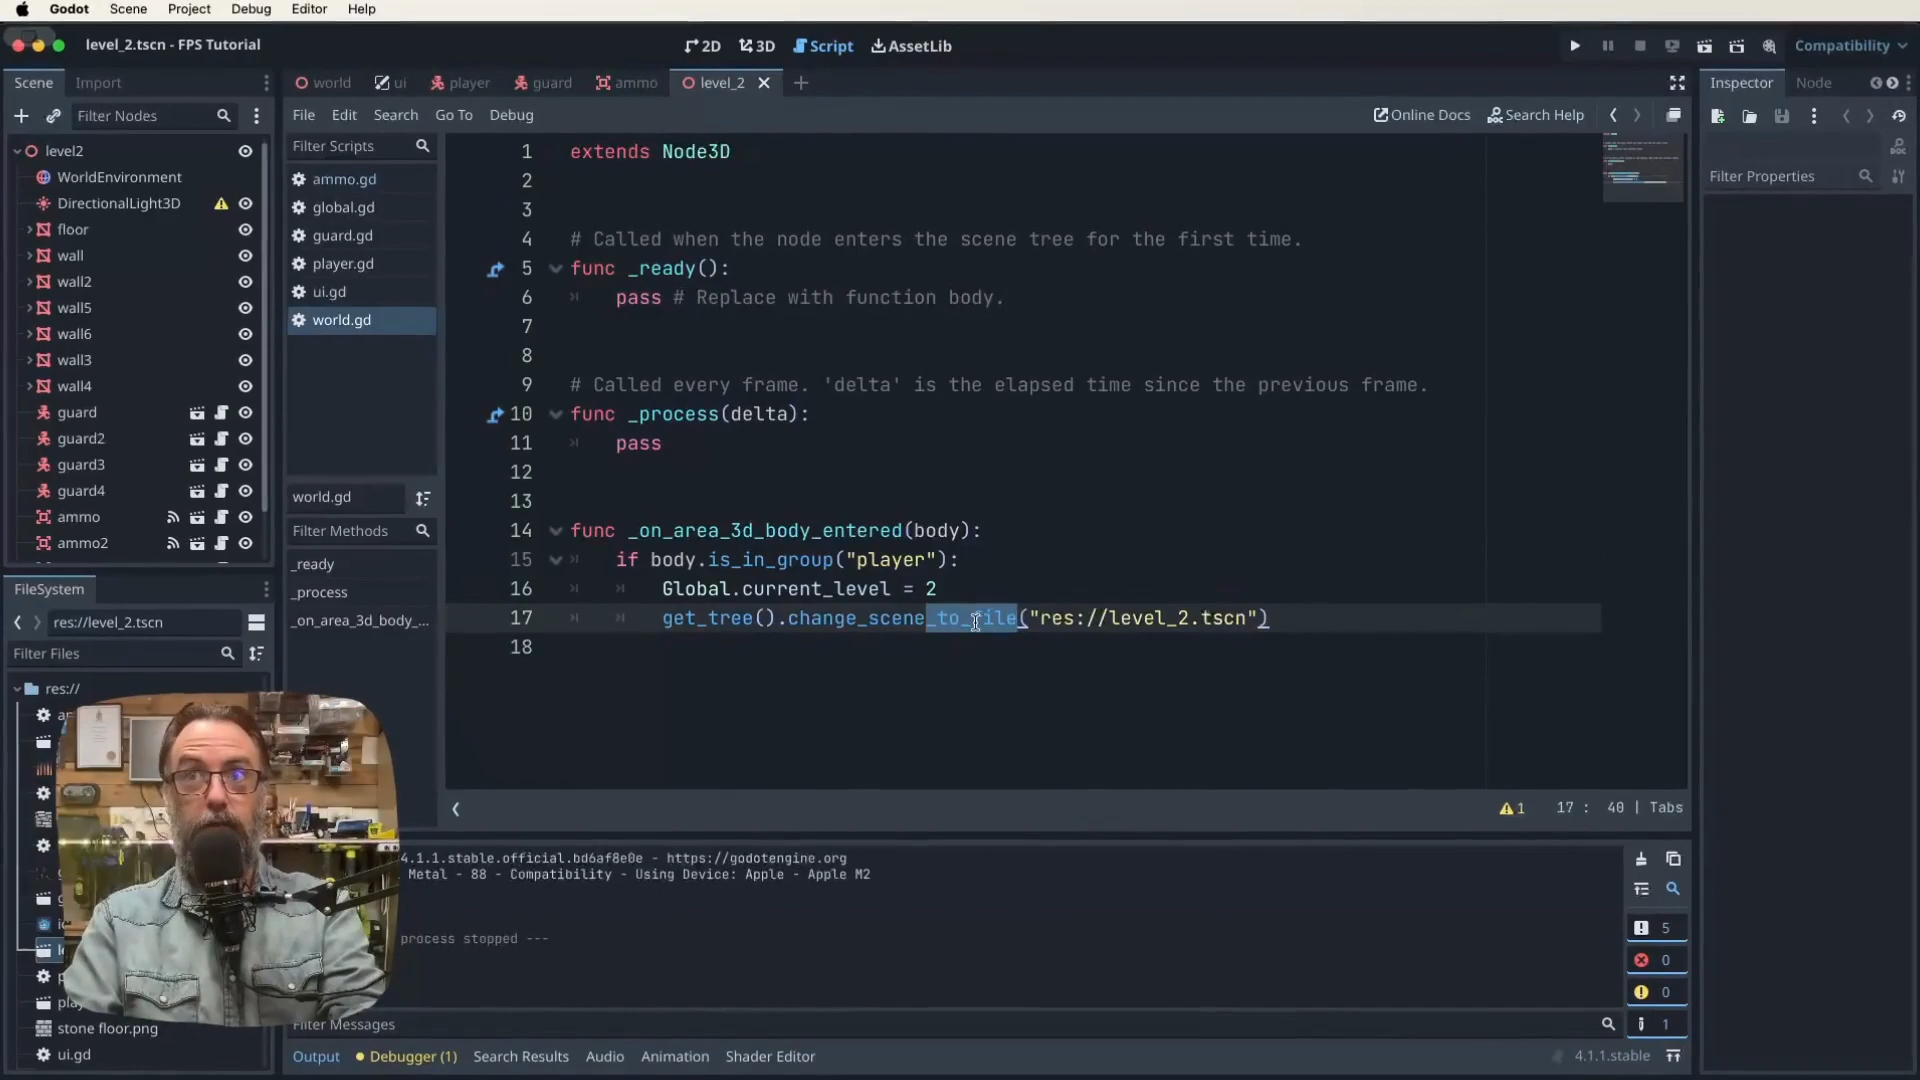 Godot Scene Project Debug Editor Help
level_2.tscn - FPS Tutorial
2D 3D Script AssetLib
Compatibility
Scene Import
world ui player guard ammo level_2
Inspector Node
Filter Nodes
File Edit Search Go To Debug
Online Docs Search Help
level2
WorldEnvironment
DirectionalLight3D
floor
wall
wall2
wall5
wall6
wall3
wall4
guard
guard2
guard3
guard4
ammo
ammo2
Filter Scripts
ammo.gd
global.gd
guard.gd
player.gd
ui.gd
world.gd
world.gd
Filter Methods
_ready
_process
_on_area_3d_body_...
1 extends Node3D
2
3
4 # Called when the node enters the scene tree for the first time.
5 func _ready():
6 pass # Replace with function body.
7
8
9 # Called every frame. 'delta' is the elapsed time since the previous frame.
10 func _process(delta):
11 pass
12
13
14 func _on_area_3d_body_entered(body):
15 if body.is_in_group("player"):
16 Global.current_level = 2
17 get_tree().change_scene_to_file("res://level_2.tscn")
18
1 17 : 40 | Tabs
Filter Properties
DOC
FileSystem
res://level_2.tscn
Filter Files
res://
stone floor.png
ui.gd
4.1.1.stable.official.bd6af8e0e - https://godotengine.org
Metal - 88 - Compatibility - Using Device: Apple - Apple M2
process stopped ---
5
0
0
1
Filter Messages
Output Debugger (1) Search Results Audio Animation Shader Editor
4.1.1.stable